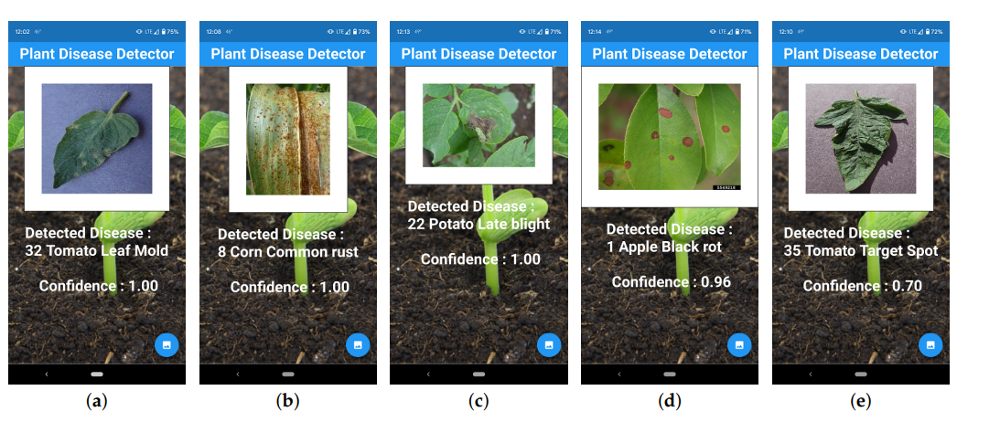 12:02 46° LTE 75%
Plant Disease Detector
Detected Disease :
32 Tomato Leaf Mold
Confidence : 1.00
(a)
12:08 46° LTE 73%
Plant Disease Detector
Detected Disease :
8 Corn Common rust
Confidence : 1.00
(b)
12:13 49° LTE 71%
Plant Disease Detector
Detected Disease :
22 Potato Late blight
Confidence : 1.00
(c)
12:14 49° LTE 71%
Plant Disease Detector
5569218
Detected Disease :
1 Apple Black rot
Confidence : 0.96
(d)
12:10 49° LTE 72%
Plant Disease Detector
Detected Disease :
35 Tomato Target Spot
Confidence : 0.70
(e)